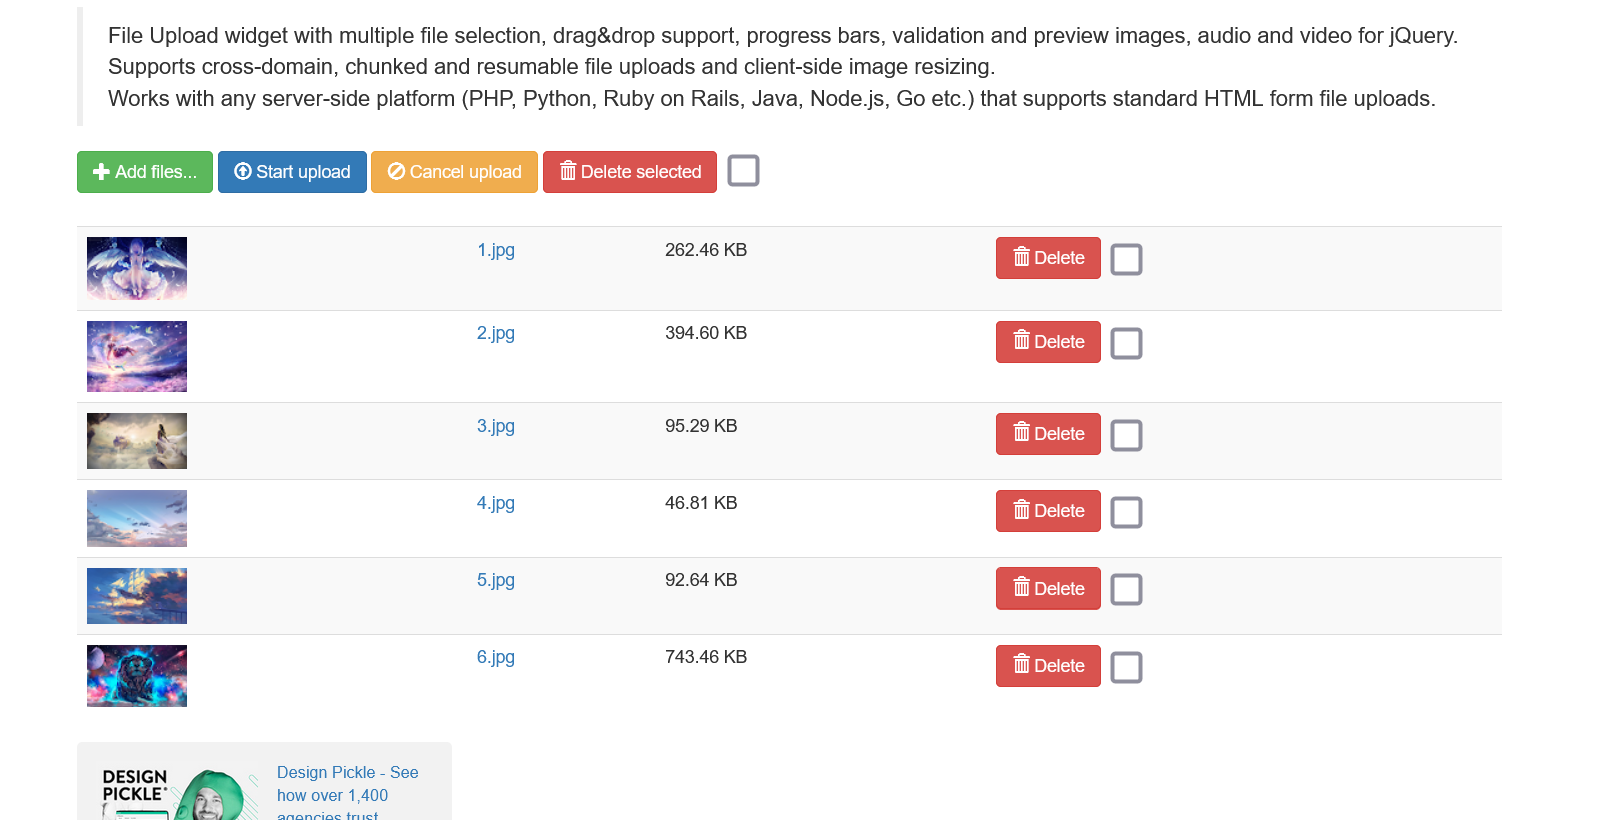 File Upload widget with multiple file selection, drag&drop support, progress bars, validation and preview images, audio and video for jQuery.
Supports cross-domain, chunked and resumable file uploads and client-side image resizing.
Works with any server-side platform (PHP, Python, Ruby on Rails, Java, Node.js, Go etc.) that supports standard HTML form file uploads.
Add files... Start upload Cancel upload Delete selected
1.jpg 262.46 KB Delete
2.jpg 394.60 KB Delete
3.jpg 95.29 KB Delete
4.jpg 46.81 KB Delete
5.jpg 92.64 KB Delete
6.jpg 743.46 KB Delete
DESIGN
PICKLE
Design Pickle - See
how over 1,400
agencies trust